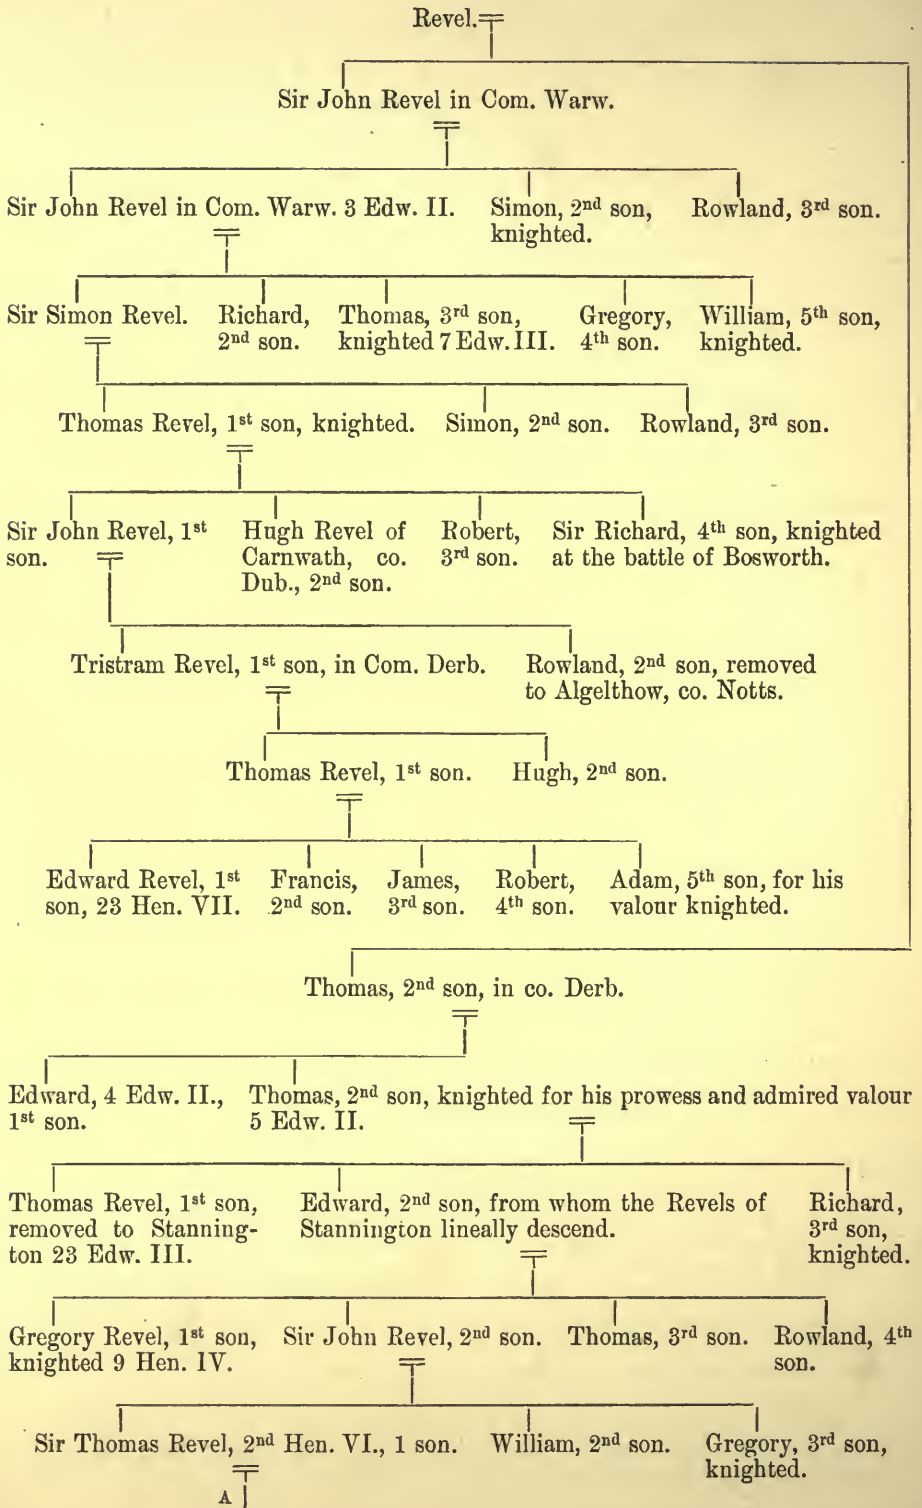 Revel.
Sir John Revel in Com. Warw.
Sir John Revel in Com. Warw. 3 Edw. II.
Simon, 2nd son,
knighted.
Rowland, 3rd son.
Sir Simon Revel.
Richard,
2nd son.
Thomas, 3rd son,
knighted 7 Edw. III.
Gregory,
4th son.
William, 5th son,
knighted.
Thomas Revel, 1st son, knighted.
Simon, 2nd son.
Rowland, 3rd son.
Sir John Revel, 1st
son.
Hugh Revel of
Carnwath, co.
Dub., 2nd son.
Robert,
3rd son.
Sir Richard, 4th son, knighted
at the battle of Bosworth.
Tristram Revel, 1st son, in Com. Derb.
Rowland, 2nd son, removed
to Algelthow, co. Notts.
Thomas Revel, 1st son.
Hugh, 2nd son.
Edward Revel, 1st
son, 23 Hen. VII.
Francis,
2nd son.
James,
3rd son.
Robert,
4th son.
Adam, 5th son, for his
valour knighted.
Thomas, 2nd son, in co. Derb.
Edward, 4 Edw. II.,
1st son.
Thomas, 2nd son, knighted for his prowess and admired valour
5 Edw. II.
Thomas Revel, 1st son,
removed to Stanning-
ton 23 Edw. III.
Edward, 2nd son, from whom the Revels of
Stannington lineally descend.
Richard,
3rd son,
knighted.
Gregory Revel, 1st son,
knighted 9 Hen. IV.
Sir John Revel, 2nd son.
Thomas, 3rd son.
Rowland, 4th
son.
Sir Thomas Revel, 2nd Hen. VI., 1 son.
William, 2nd son.
Gregory, 3rd son,
knighted.
A